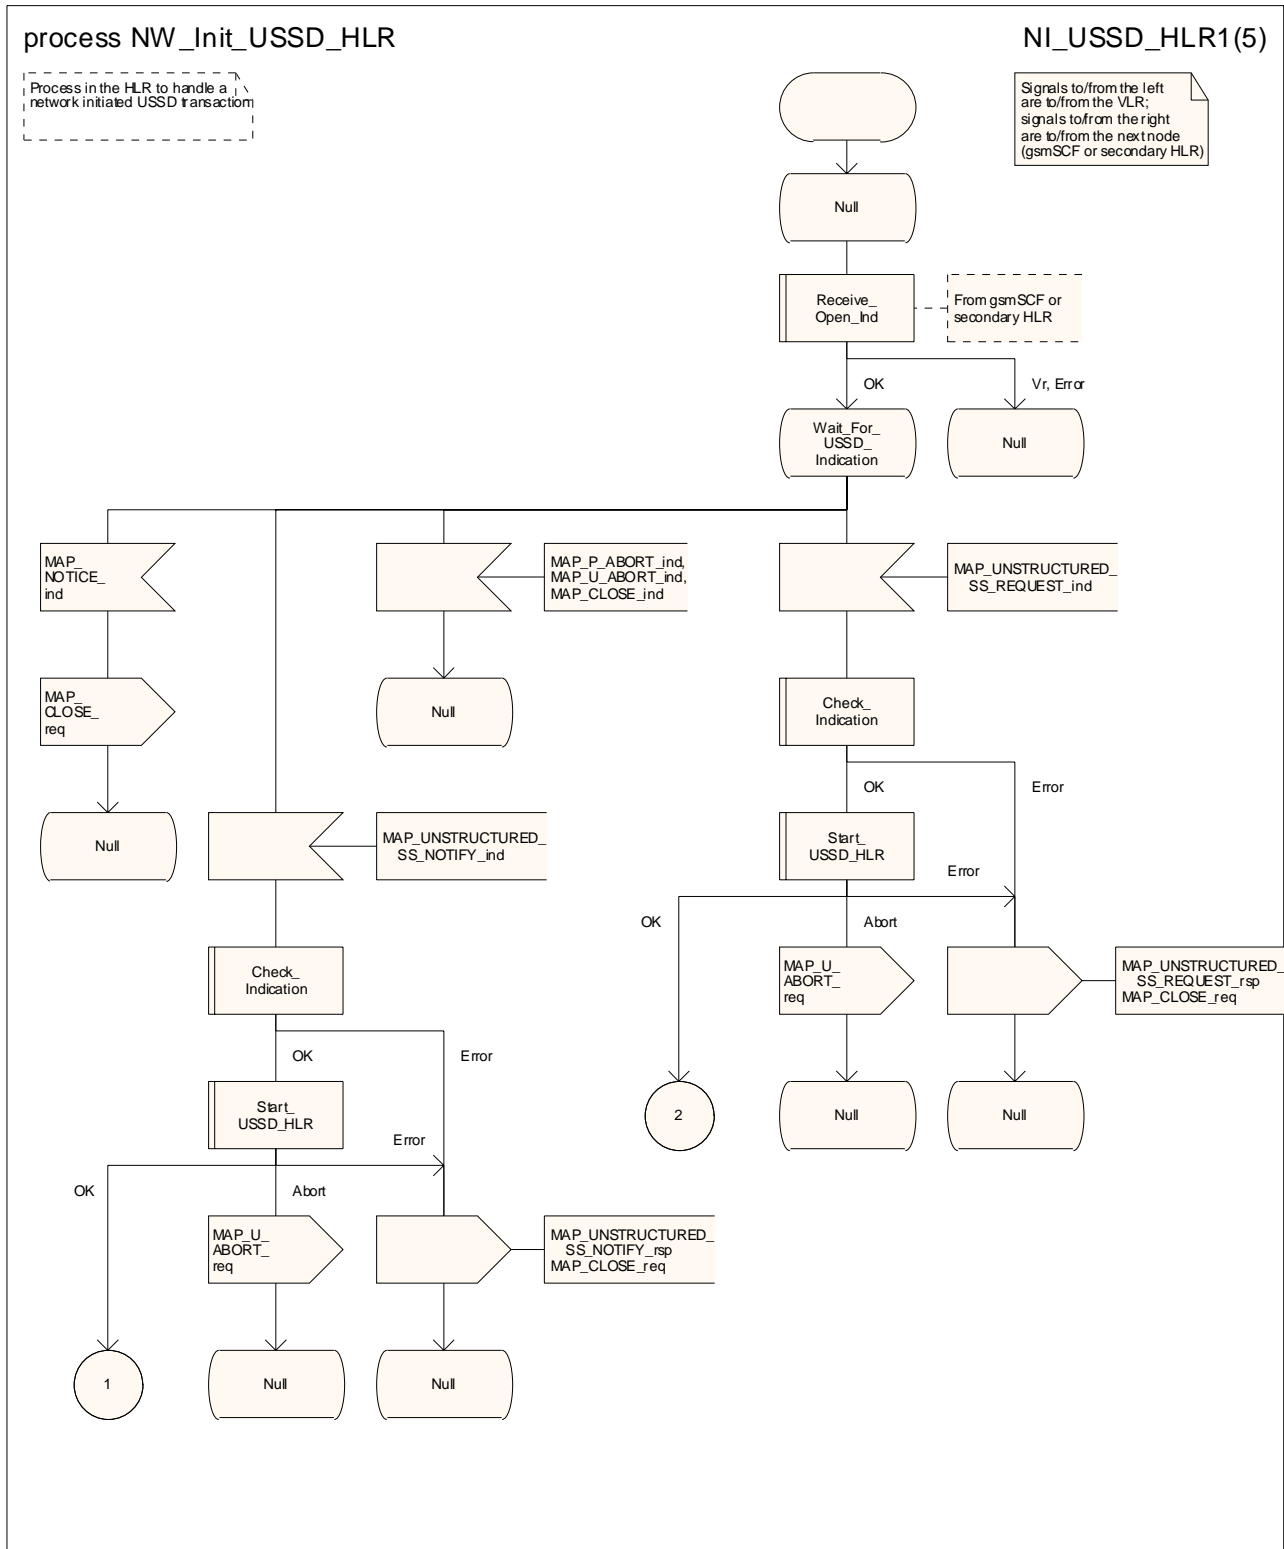 process NW_Init_USSD_HLR
NI_USSD_HLR1(5)
Process in the HLR to handle a
network initiated USSD transaction
Signals to/from the left
are to/from the VLR;
signals to/from the right
are to/from the next node
(gsmSCF or secondary HLR)
Null
Receive_
Open_Ind
From gsmSCF or
secondary HLR
OK
Vr, Error
Wait_For_
USSD_
Indication
Null
MAP_
NOTICE_
ind
MAP_P_ABORT_ind,
MAP_U_ABORT_ind,
MAP_CLOSE_ind
MAP_UNSTRUCTURED_
SS_REQUEST_ind
MAP_
CLOSE_
req
Null
Check_
Indication
OK
Error
Null
MAP_UNSTRUCTURED_
SS_NOTIFY_ind
Start_
USSD_HLR
Error
OK
Abort
Check_
Indication
MAP_U_
ABORT_
req
MAP_UNSTRUCTURED_
SS_REQUEST_rsp
MAP_CLOSE_req
OK
Error
Start_
USSD_HLR
2
Null
Null
Error
OK
Abort
MAP_U_
ABORT_
req
MAP_UNSTRUCTURED_
SS_NOTIFY_rsp
MAP_CLOSE_req
1
Null
Null